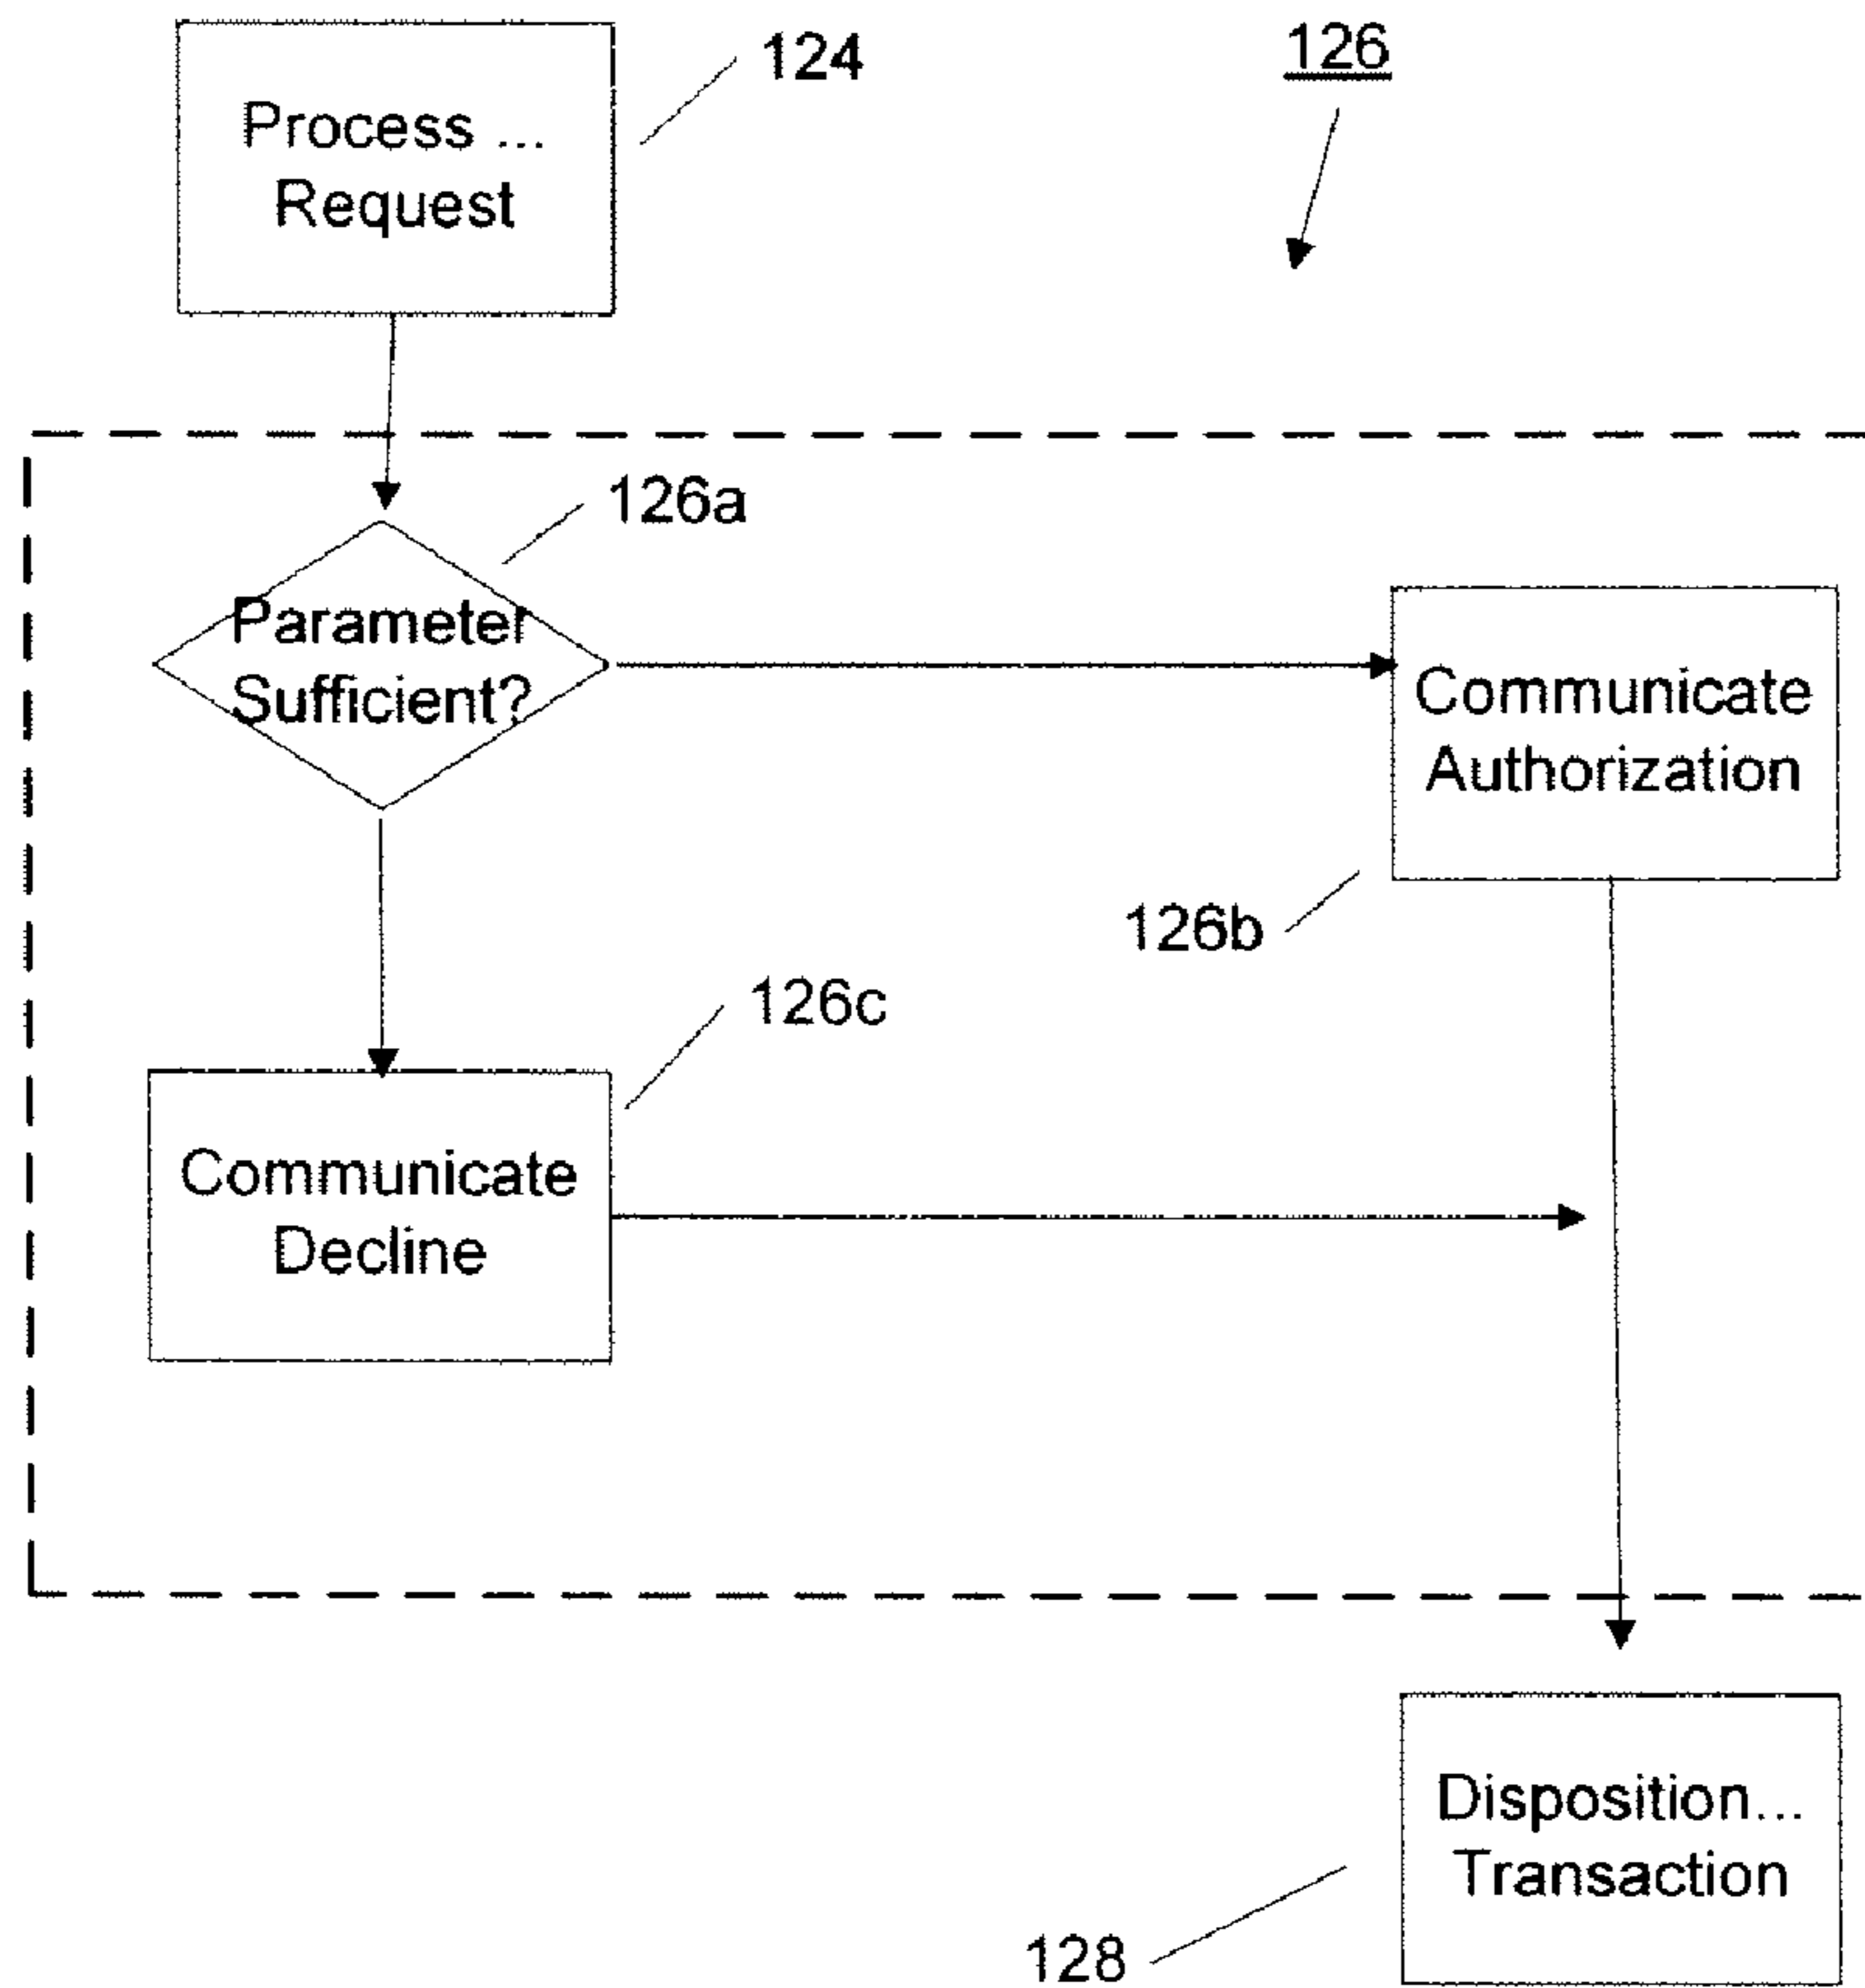 Process ...
Request
124
126
126a
Parameter
Sufficient?
Communicate
Authorization
126b
126c
Communicate
Decline
Disposition...
Transaction
128